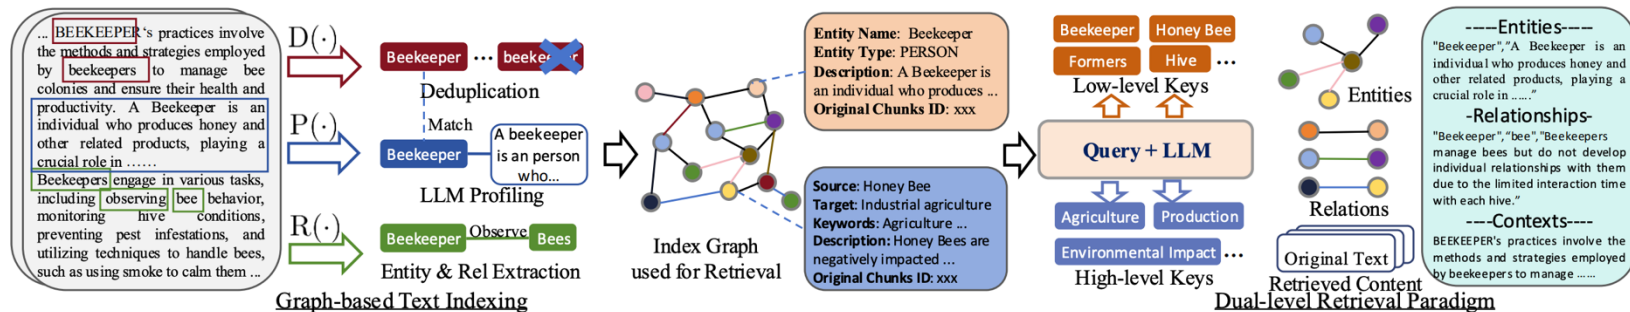 ... BEEKEEPER's practices involve
the methods and strategies employed
by beekeepers to manage bee
colonies and ensure their health and
productivity. A Beekeeper is an
individual who produces honey and
other related products, playing a
crucial role in ......
Beekeepers engage in various tasks,
including observing bee behavior,
monitoring hive conditions,
preventing pest infestations, and
utilizing techniques to handle bees,
such as using smoke to calm them ...
D(·)
P(·)
R(·)
Beekeeper ... beekeeper
Deduplication
Match
Beekeeper
A beekeeper
is an person
who...
LLM Profiling
Beekeeper Observe Bees
Entity & Rel Extraction
Graph-based Text Indexing
Index Graph
used for Retrieval
Entity Name: Beekeeper
Entity Type: PERSON
Description: A Beekeeper is
an individual who produces ...
Original Chunks ID: xxx
Source: Honey Bee
Target: Industrial agriculture
Keywords: Agriculture ...
Description: Honey Bees are
negatively impacted ...
Original Chunks ID: xxx
Beekeeper Honey Bee
Formers Hive ...
Low-level Keys
Query + LLM
Agriculture Production
Environmental Impact ...
High-level Keys
Entities
Relations
Original Text
Retrieved Content
Dual-level Retrieval Paradigm
-----Entities-----
"Beekeeper","A Beekeeper is an
individual who produces honey and
other related products, playing a
crucial role in ......"
-Relationships-
"Beekeeper","bee","Beekeepers
manage bees but do not develop
individual relationships with them
due to the limited interaction time
with each hive."
----Contexts----
BEEKEEPER's practices involve the
methods and strategies employed
by beekeepers to manage ......